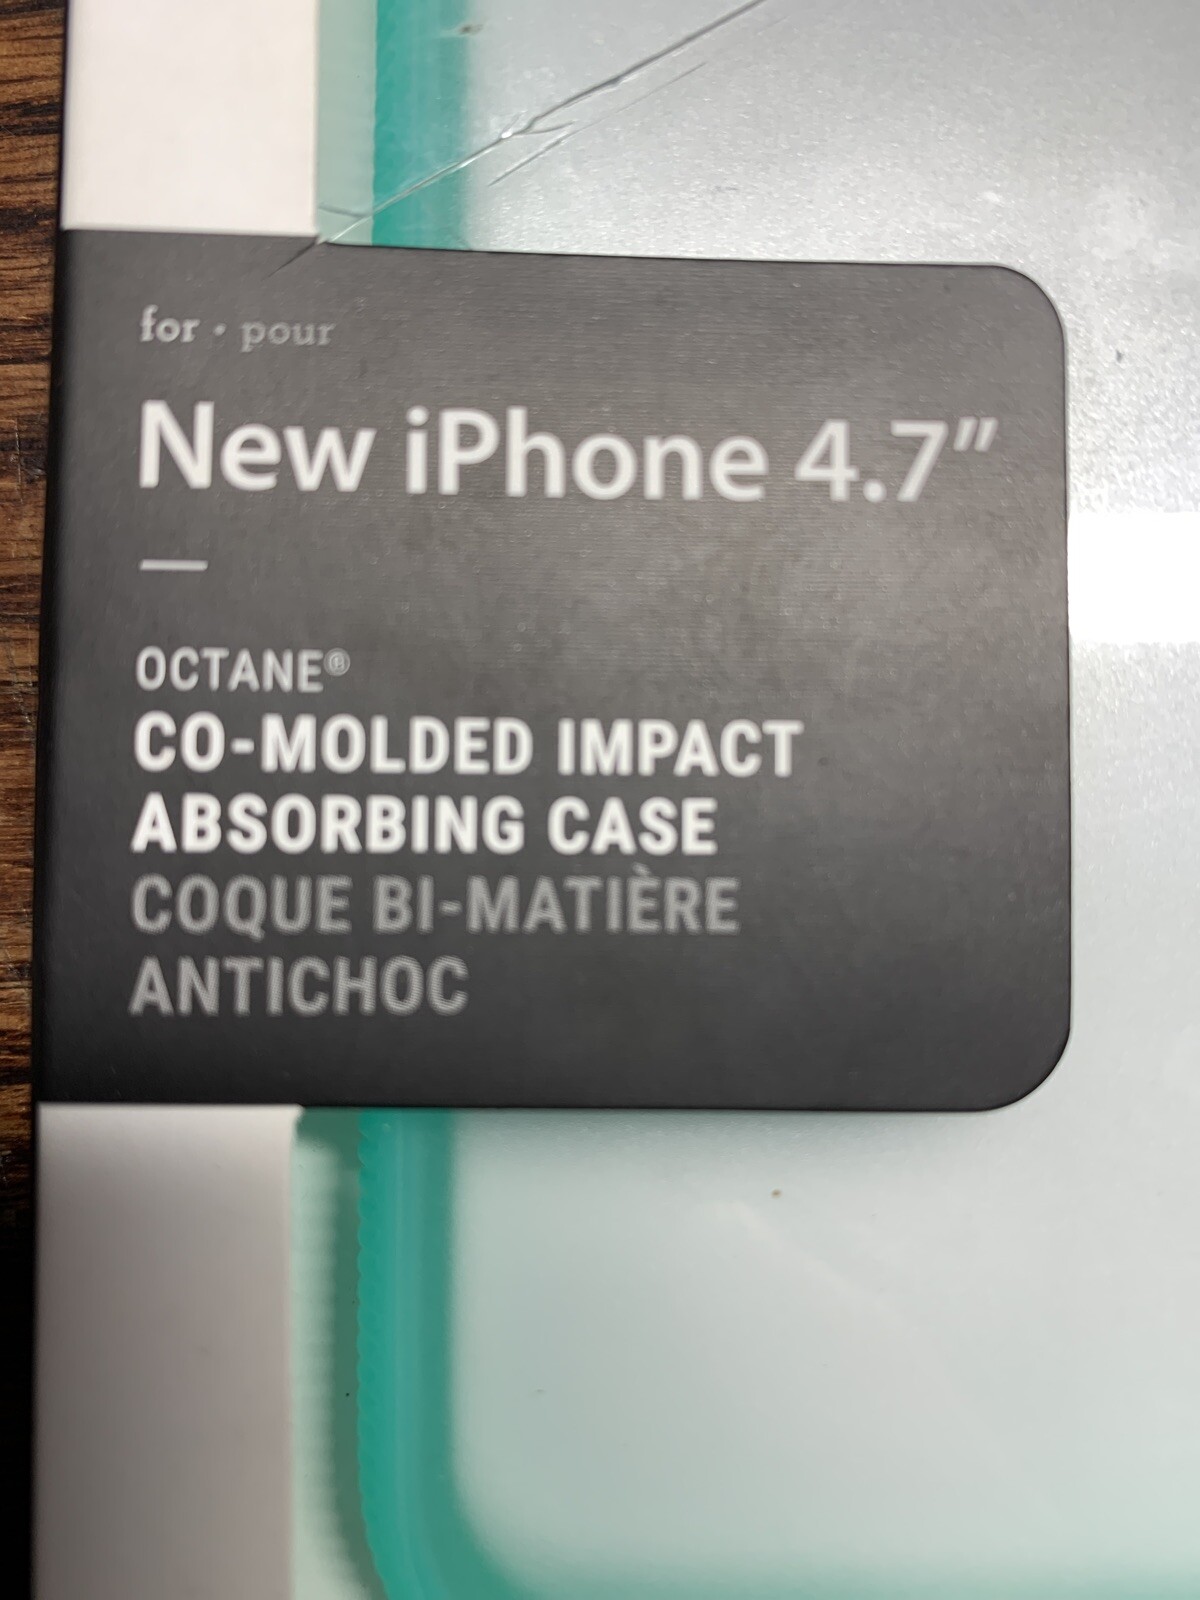 for • pour
New iPhone 4.7”
OCTANE®
CO-MOLDED IMPACT
ABSORBING CASE
COQUE BI-MATIÈRE
ANTICHOC